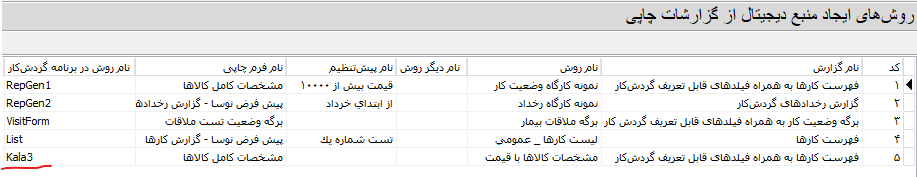 روش‌های ایجاد منبع دیجیتال از گزارشات چاپی
کد نام گزارش نام روش نام دیگر روش نام پیش‌تنظیم نام فرم چاپی نام روش در برنامه گردش‌کار
۱ فهرست کارها به همراه فیلدهای قابل تعریف گردش‌کار نمونه کارگاه وضعیت کار قیمت بیش از ۱۰۰۰۰ مشخصات کامل کالاها RepGen1
۲ گزارش رخدادهای گردش‌کار نمونه کارگاه رخداد از ابتداي خرداد پیش فرض نوسا - گزارش رخدادها RepGen2
۳ برگه وضعیت کار به همراه فیلدهای قابل تعریف گردش کار برگه ملاقات بیمار برگه وضعیت تست ملاقات VisitForm
۴ فهرست کارها لیست کارها _ عمومي تست شماره يك پیش فرض نوسا - گزارش کارها List
۵ فهرست کارها به همراه فیلدهای قابل تعریف گردش‌کار مشخصات کالاها با قیمت مشخصات کامل کالاها Kala3